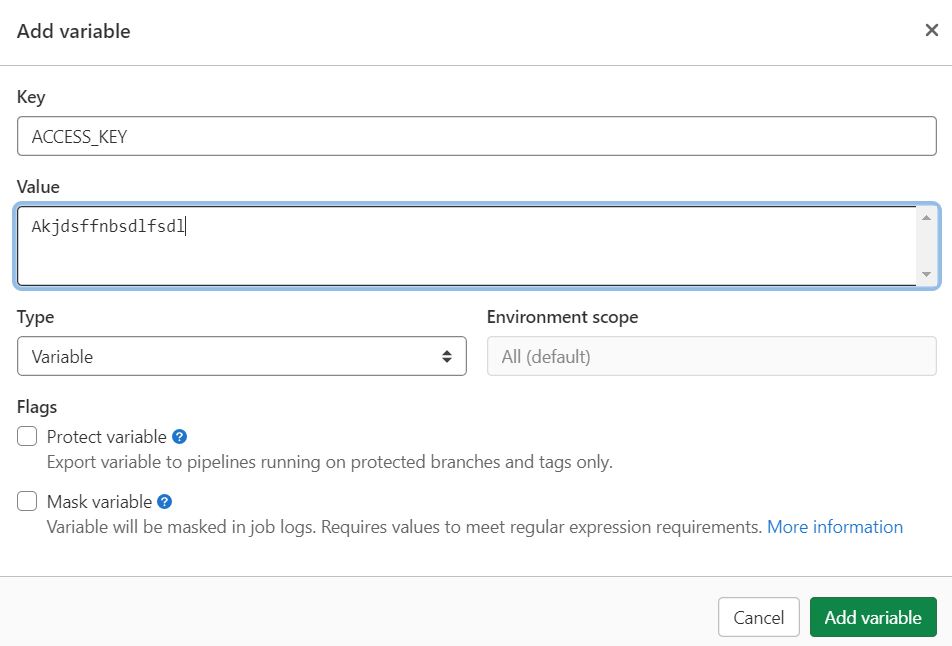 Add variable
Key
ACCESS_KEY
Value
Akjdsffnbsdlfsdl
Type
Environment scope
Variable
All (default)
Flags
Protect variable ?
Export variable to pipelines running on protected branches and tags only.
Mask variable ?
Variable will be masked in job logs. Requires values to meet regular expression requirements. More information
Cancel
Add variable